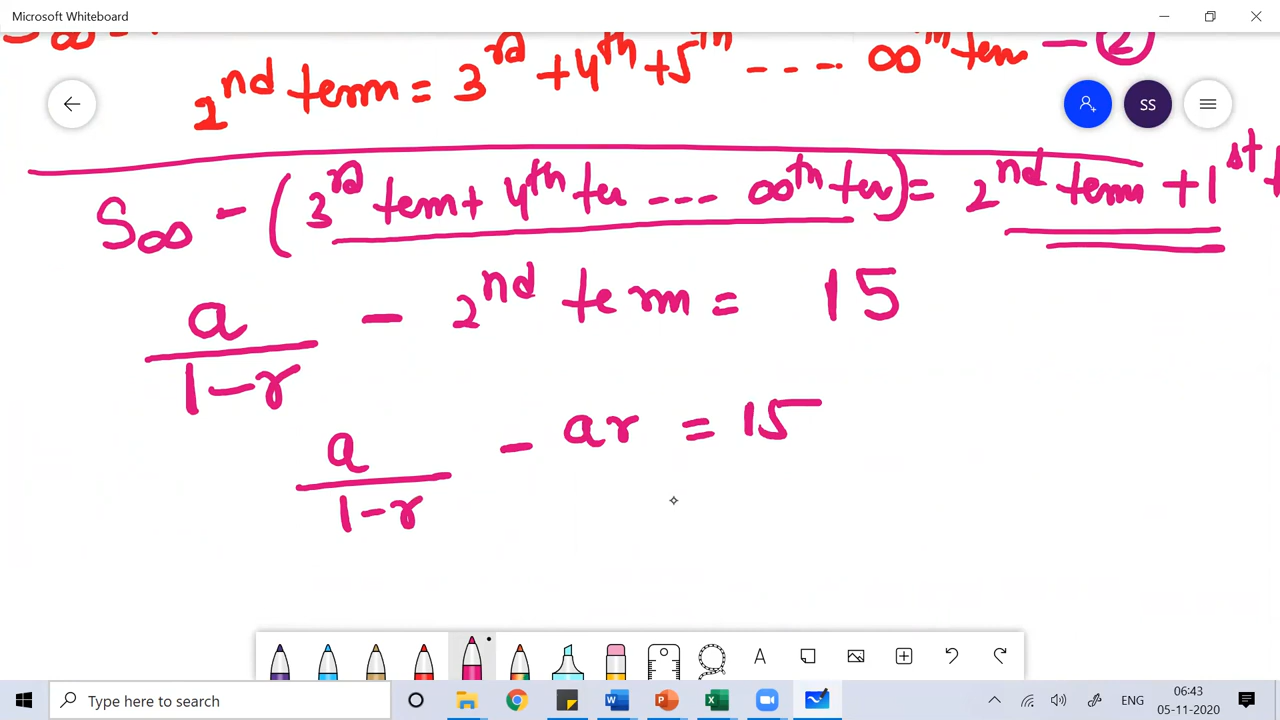 Microsoft Whiteboard
S∞
2nd term = 3rd + 4th + 5th ---- ∞th term — ②
SS
S∞ - (3rd term + 4th ter --- ∞th ter) = 2nd term + 1st t
a/(1-r) - 2nd term = 15
a/(1-r) - ar = 15
A
Type here to search
ENG
06:43
05-11-2020